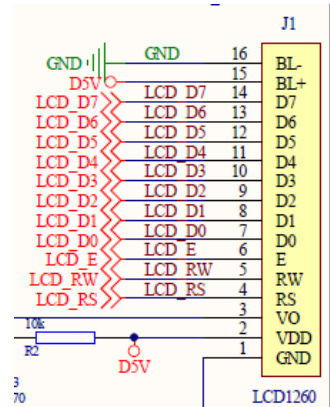 J1
GND GND 16 BL-
D5V 15 BL+
LCD_D7 LCD_D7 14 D7
LCD_D6 LCD_D6 13 D6
LCD_D5 LCD_D5 12 D5
LCD_D4 LCD_D4 11 D4
LCD_D3 LCD_D3 10 D3
LCD_D2 LCD_D2 9 D2
LCD_D1 LCD_D1 8 D1
LCD_D0 LCD_D0 7 D0
LCD_E LCD_E 6 E
LCD_RW LCD_RW 5 RW
LCD_RS LCD_RS 4 RS
3 VO
10k 2 VDD
R2 1 GND
D5V
3
70 LCD1260